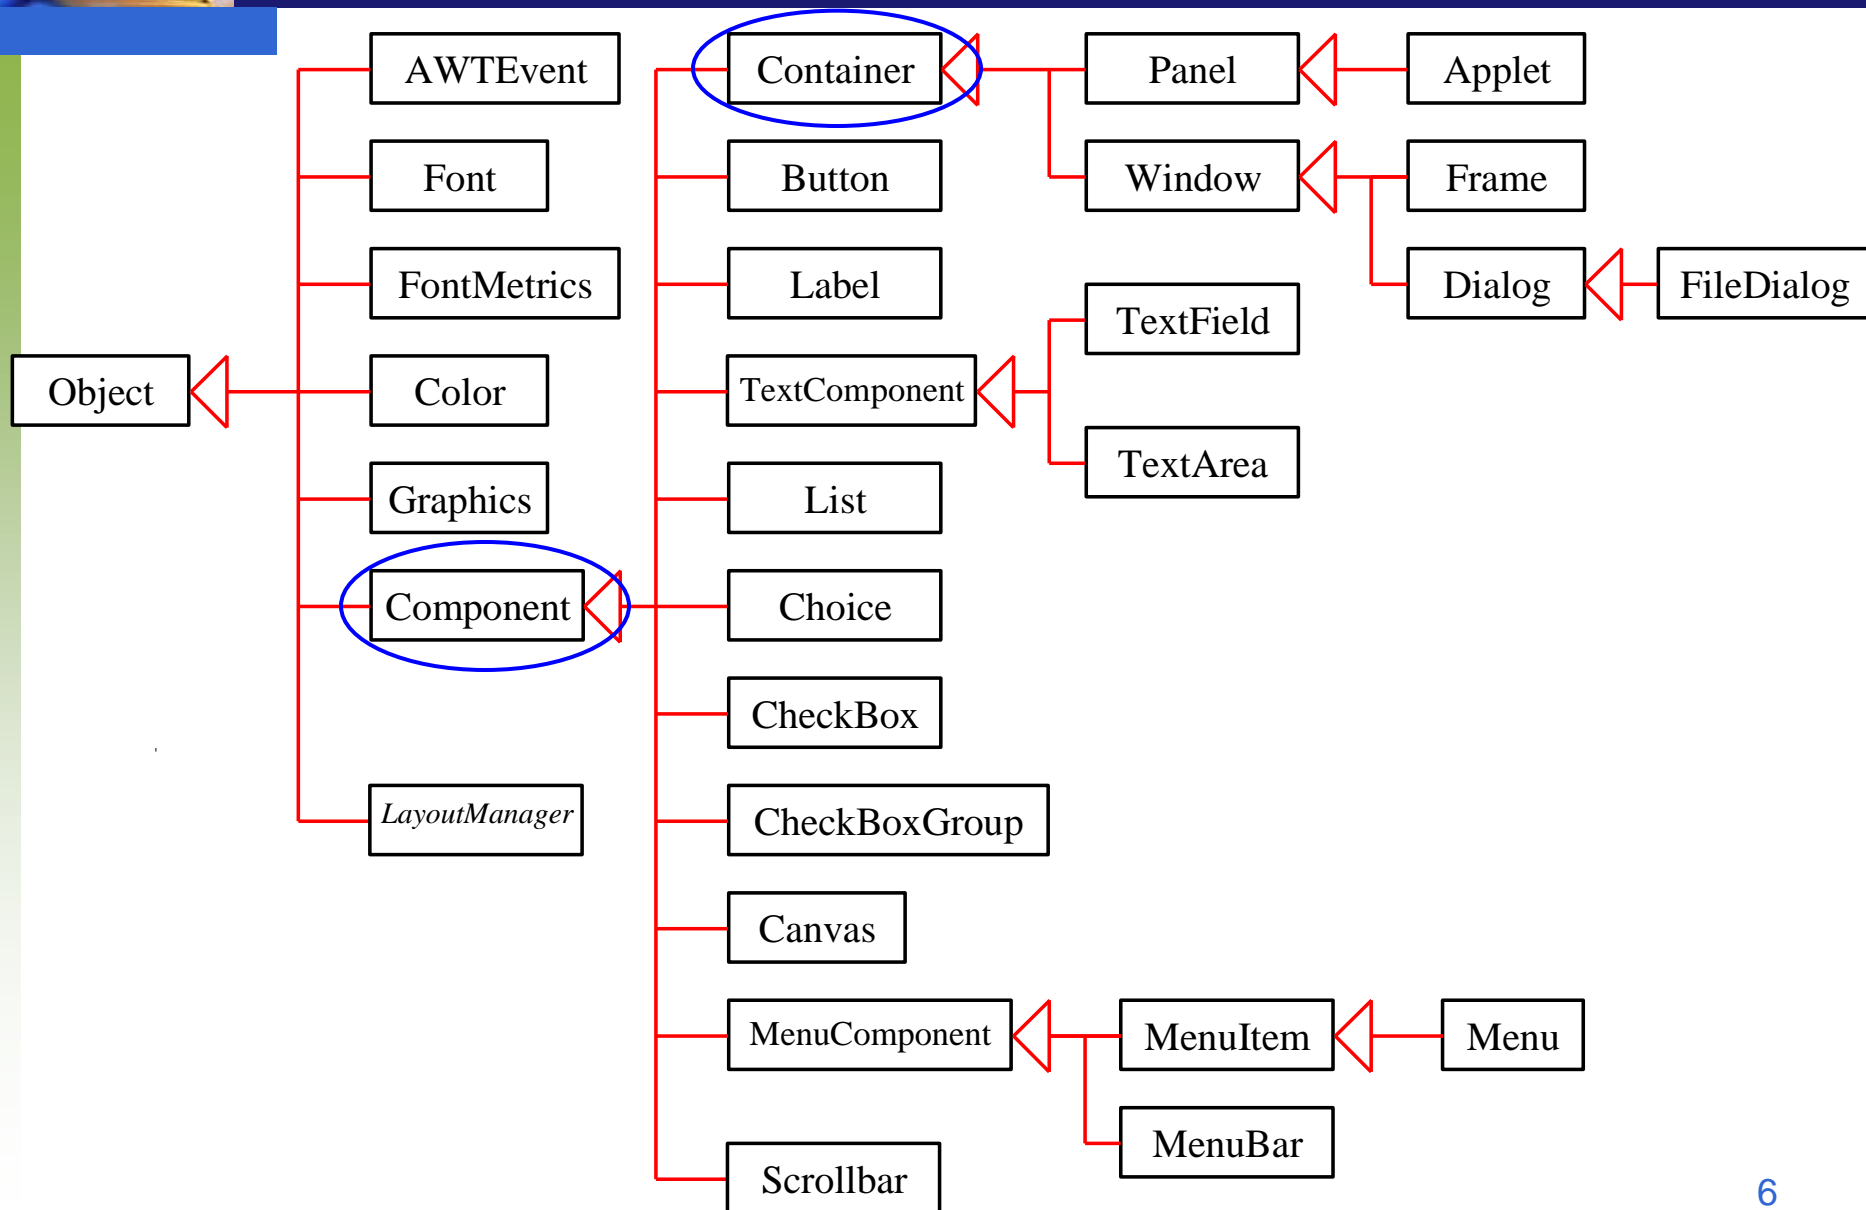 AWTEvent
Container
Panel
Applet
Font
Button
Window
Frame
FontMetrics
Label
Dialog
FileDialog
TextField
Object
Color
TextComponent
TextArea
Graphics
List
Component
Choice
CheckBox
LayoutManager
CheckBoxGroup
Canvas
MenuComponent
MenuItem
Menu
MenuBar
Scrollbar
6